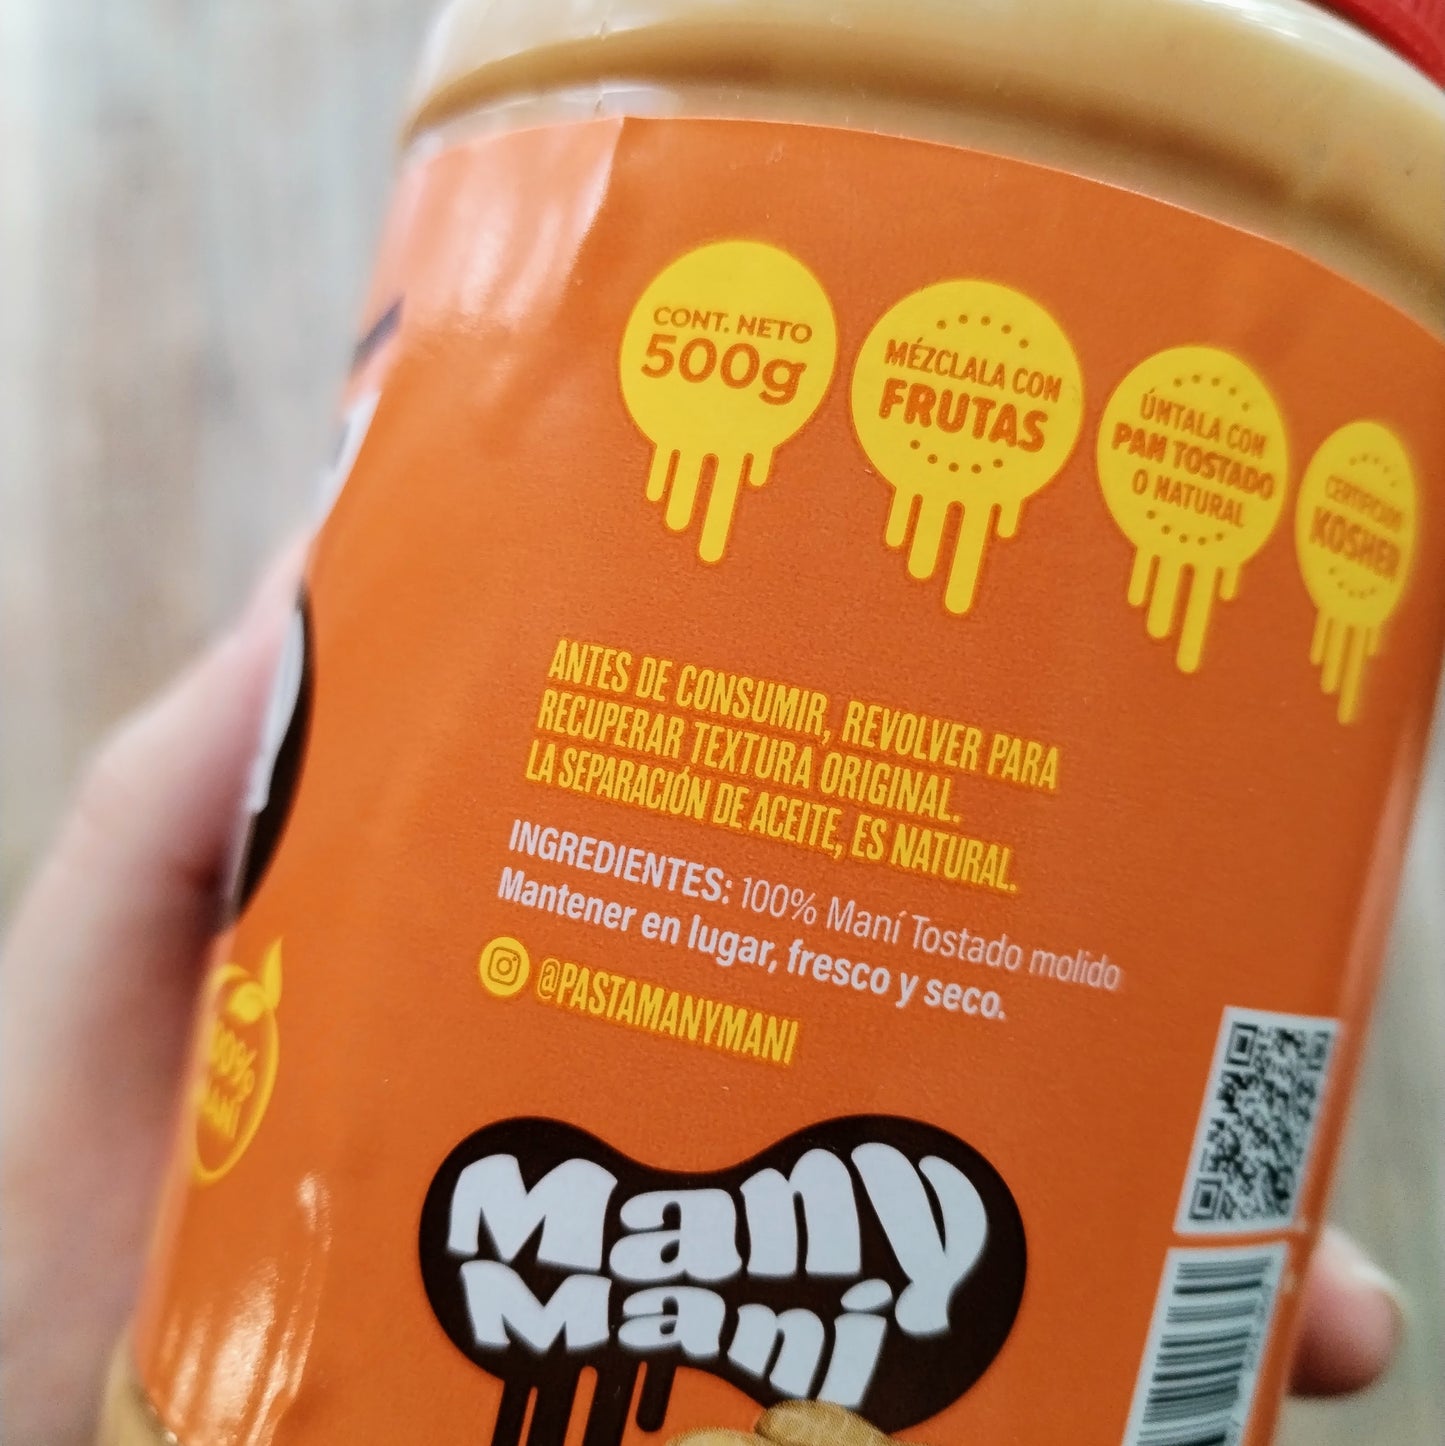 CONT. NETO
500g
MÉZCLALA CON
FRUTAS
ÚNTALA CON
PAN TOSTADO
O NATURAL
CERTIFICADO
KOSHER
ANTES DE CONSUMIR, REVOLVER PARA
RECUPERAR TEXTURA ORIGINAL.
LA SEPARACIÓN DE ACEITE, ES NATURAL.
INGREDIENTES: 100% Maní Tostado molido
Mantener en lugar, fresco y seco.
@PASTAMANYMANI
100%
MANÍ
Many
Maní